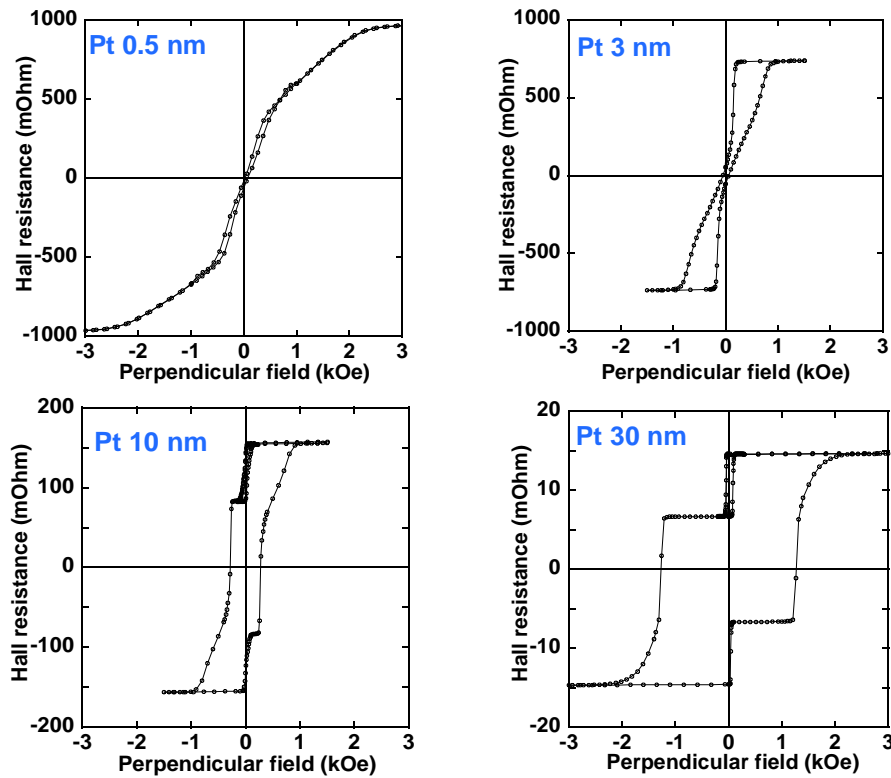 Pt 0.5 nm
Hall resistance (mOhm)
1000
500
0
-500
-1000
-3 -2 -1 0 1 2 3
Perpendicular field (kOe)
Pt 3 nm
Hall resistance (mOhm)
1000
500
0
-500
-1000
-3 -2 -1 0 1 2 3
Perpendicular field (kOe)
Pt 10 nm
Hall resistance (mOhm)
200
100
0
-100
-200
-3 -2 -1 0 1 2 3
Perpendicular field (kOe)
Pt 30 nm
Hall resistance (mOhm)
20
10
0
-10
-20
-3 -2 -1 0 1 2 3
Perpendicular field (kOe)